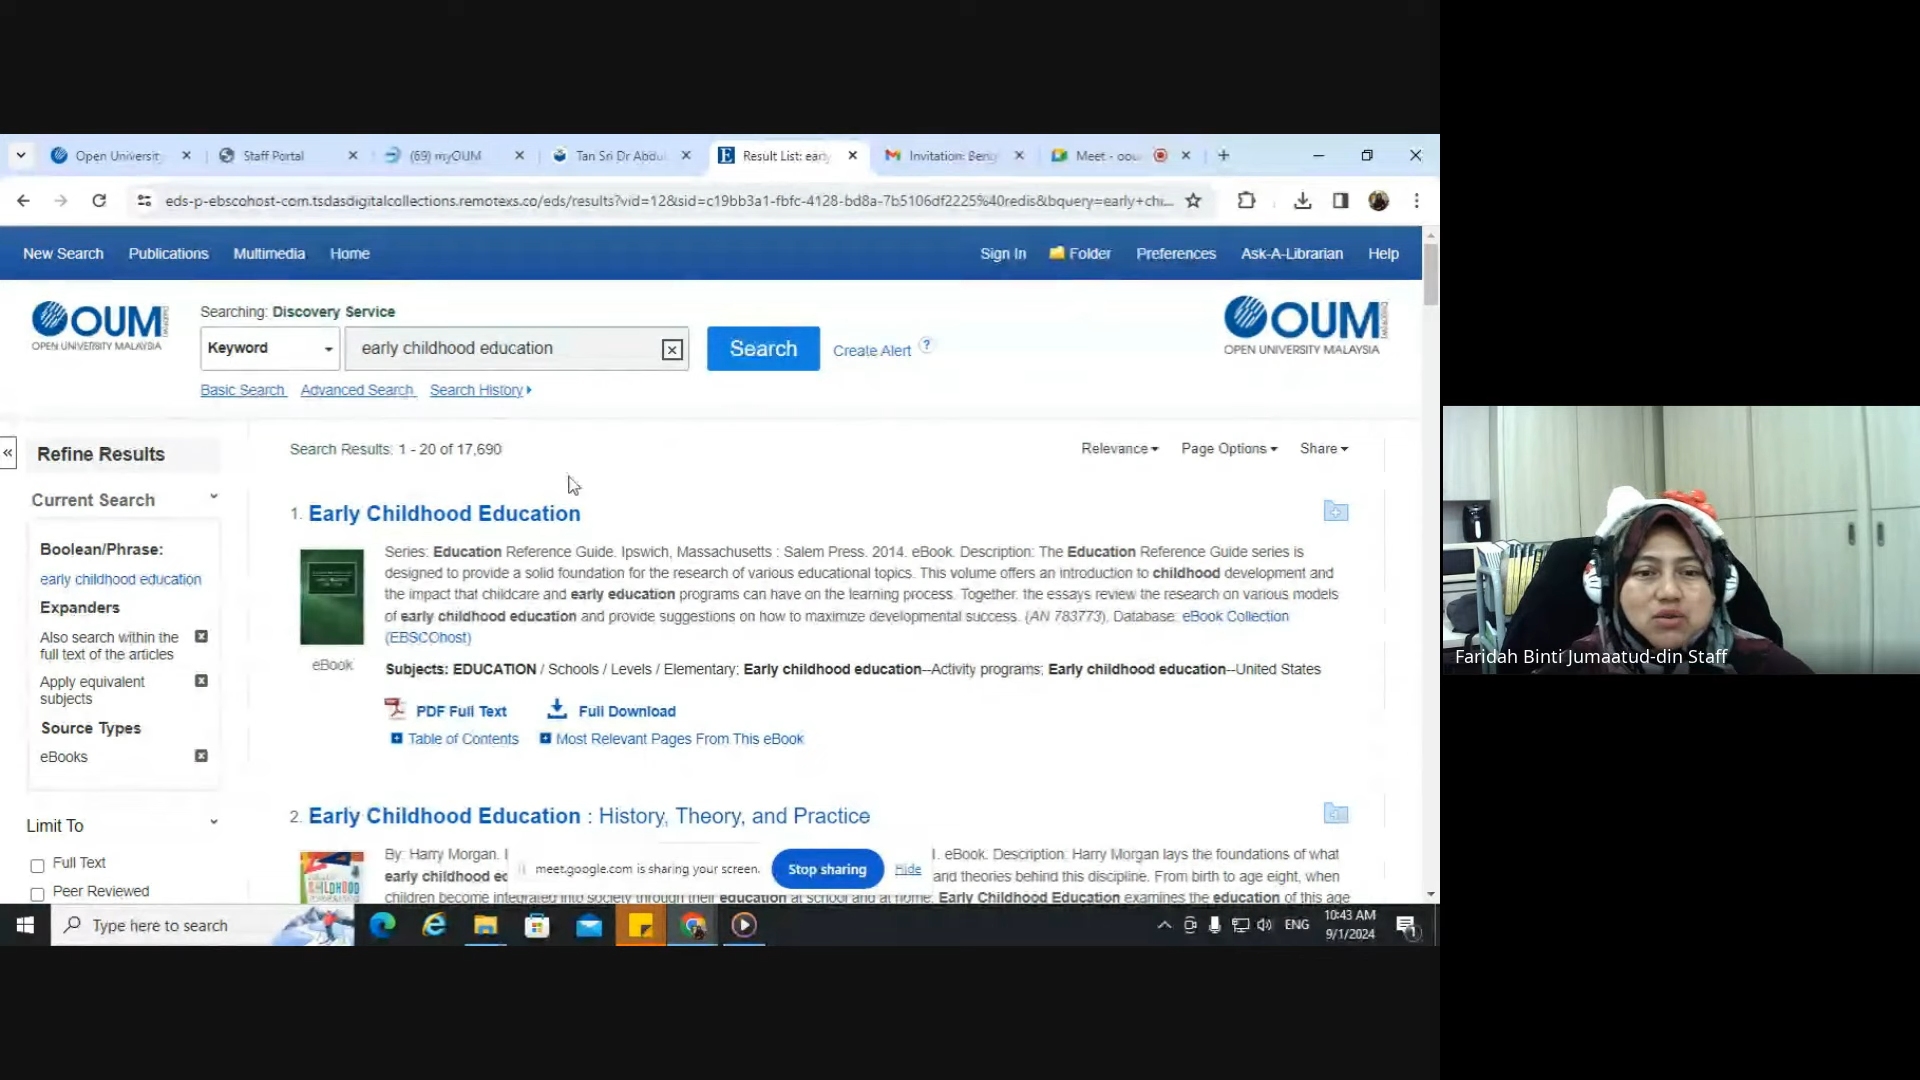 Open Universit
Staff Portal
(69) myOUM
Tan Sri Dr Abdul
Result List: early
Invitation: Beng
Meet - oou
eds-p-ebscohost-com.tsdasdigitalcollections.remotexs.co/eds/results?vid=12&sid=c19bb3a1-fbfc-4128-bd8a-7b5106df2225%40redis&bquery=early+chi...
New Search Publications Multimedia Home
Sign In Folder Preferences Ask-A-Librarian Help
OUM
OPEN UNIVERSITY MALAYSIA
Searching: Discovery Service
Keyword
early childhood education
Search
Create Alert
?
Basic Search Advanced Search Search History
OUM
OPEN UNIVERSITY MALAYSIA
Refine Results
Current Search
Boolean/Phrase:
early childhood education
Expanders
Also search within the
full text of the articles
Apply equivalent
subjects
Source Types
eBooks
Limit To
Full Text
Peer Reviewed
Search Results: 1 - 20 of 17,690
Relevance Page Options Share
1. Early Childhood Education
eBook
Series: Education Reference Guide. Ipswich, Massachusetts : Salem Press. 2014. eBook. Description: The Education Reference Guide series is
designed to provide a solid foundation for the research of various educational topics. This volume offers an introduction to childhood development and
the impact that childcare and early education programs can have on the learning process. Together, the essays review the research on various models
of early childhood education and provide suggestions on how to maximize developmental success. (AN 783773), Database: eBook Collection
(EBSCOhost)
Subjects: EDUCATION / Schools / Levels / Elementary; Early childhood education--Activity programs; Early childhood education--United States
PDF Full Text Full Download
Table of Contents Most Relevant Pages From This eBook
2. Early Childhood Education : History, Theory, and Practice
By: Harry Morgan. eBook. Description: Harry Morgan lays the foundations of what
early childhood ed and theories behind this discipline. From birth to age eight, when
children become integrated into society through their education at school and at home. Early Childhood Education examines the education of this age
meet.google.com is sharing your screen.
Stop sharing
Hide
Type here to search
ENG
10:43 AM
9/1/2024
1
Faridah Binti Jumaatud-din Staff